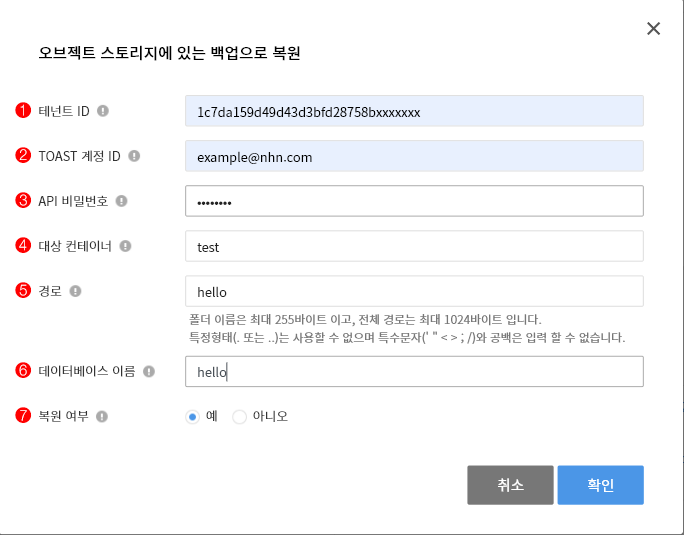 오브젝트 스토리지에 있는 백업으로 복원
1 테넌트 ID 1c7da159d49d43d3bfd28758bxxxxxxx
2 TOAST 계정 ID example@nhn.com
3 API 비밀번호 ••••••••
4 대상 컨테이너 test
5 경로 hello
폴더 이름은 최대 255바이트 이고, 전체 경로는 최대 1024바이트 입니다.
특정형태(. 또는 ..)는 사용할 수 없으며 특수문자(' " < > ; /)와 공백은 입력 할 수 없습니다.
6 데이터베이스 이름 hello
7 복원 여부 예 아니오
취소 확인